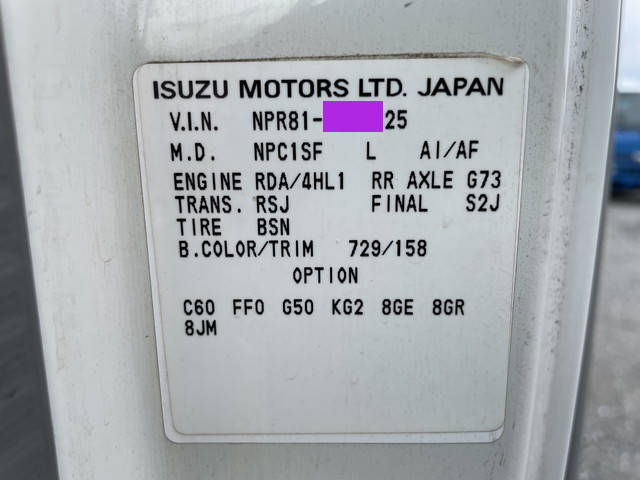 ISUZU MOTORS LTD. JAPAN
V.I.N. NPR81-25
M.D. NPC1SF L AI/AF
ENGINE RDA/4HL1 RR AXLE G73
TRANS. RSJ FINAL S2J
TIRE BSN
B.COLOR/TRIM 729/158
OPTION
C60 FF0 G50 KG2 8GE 8GR
8JM